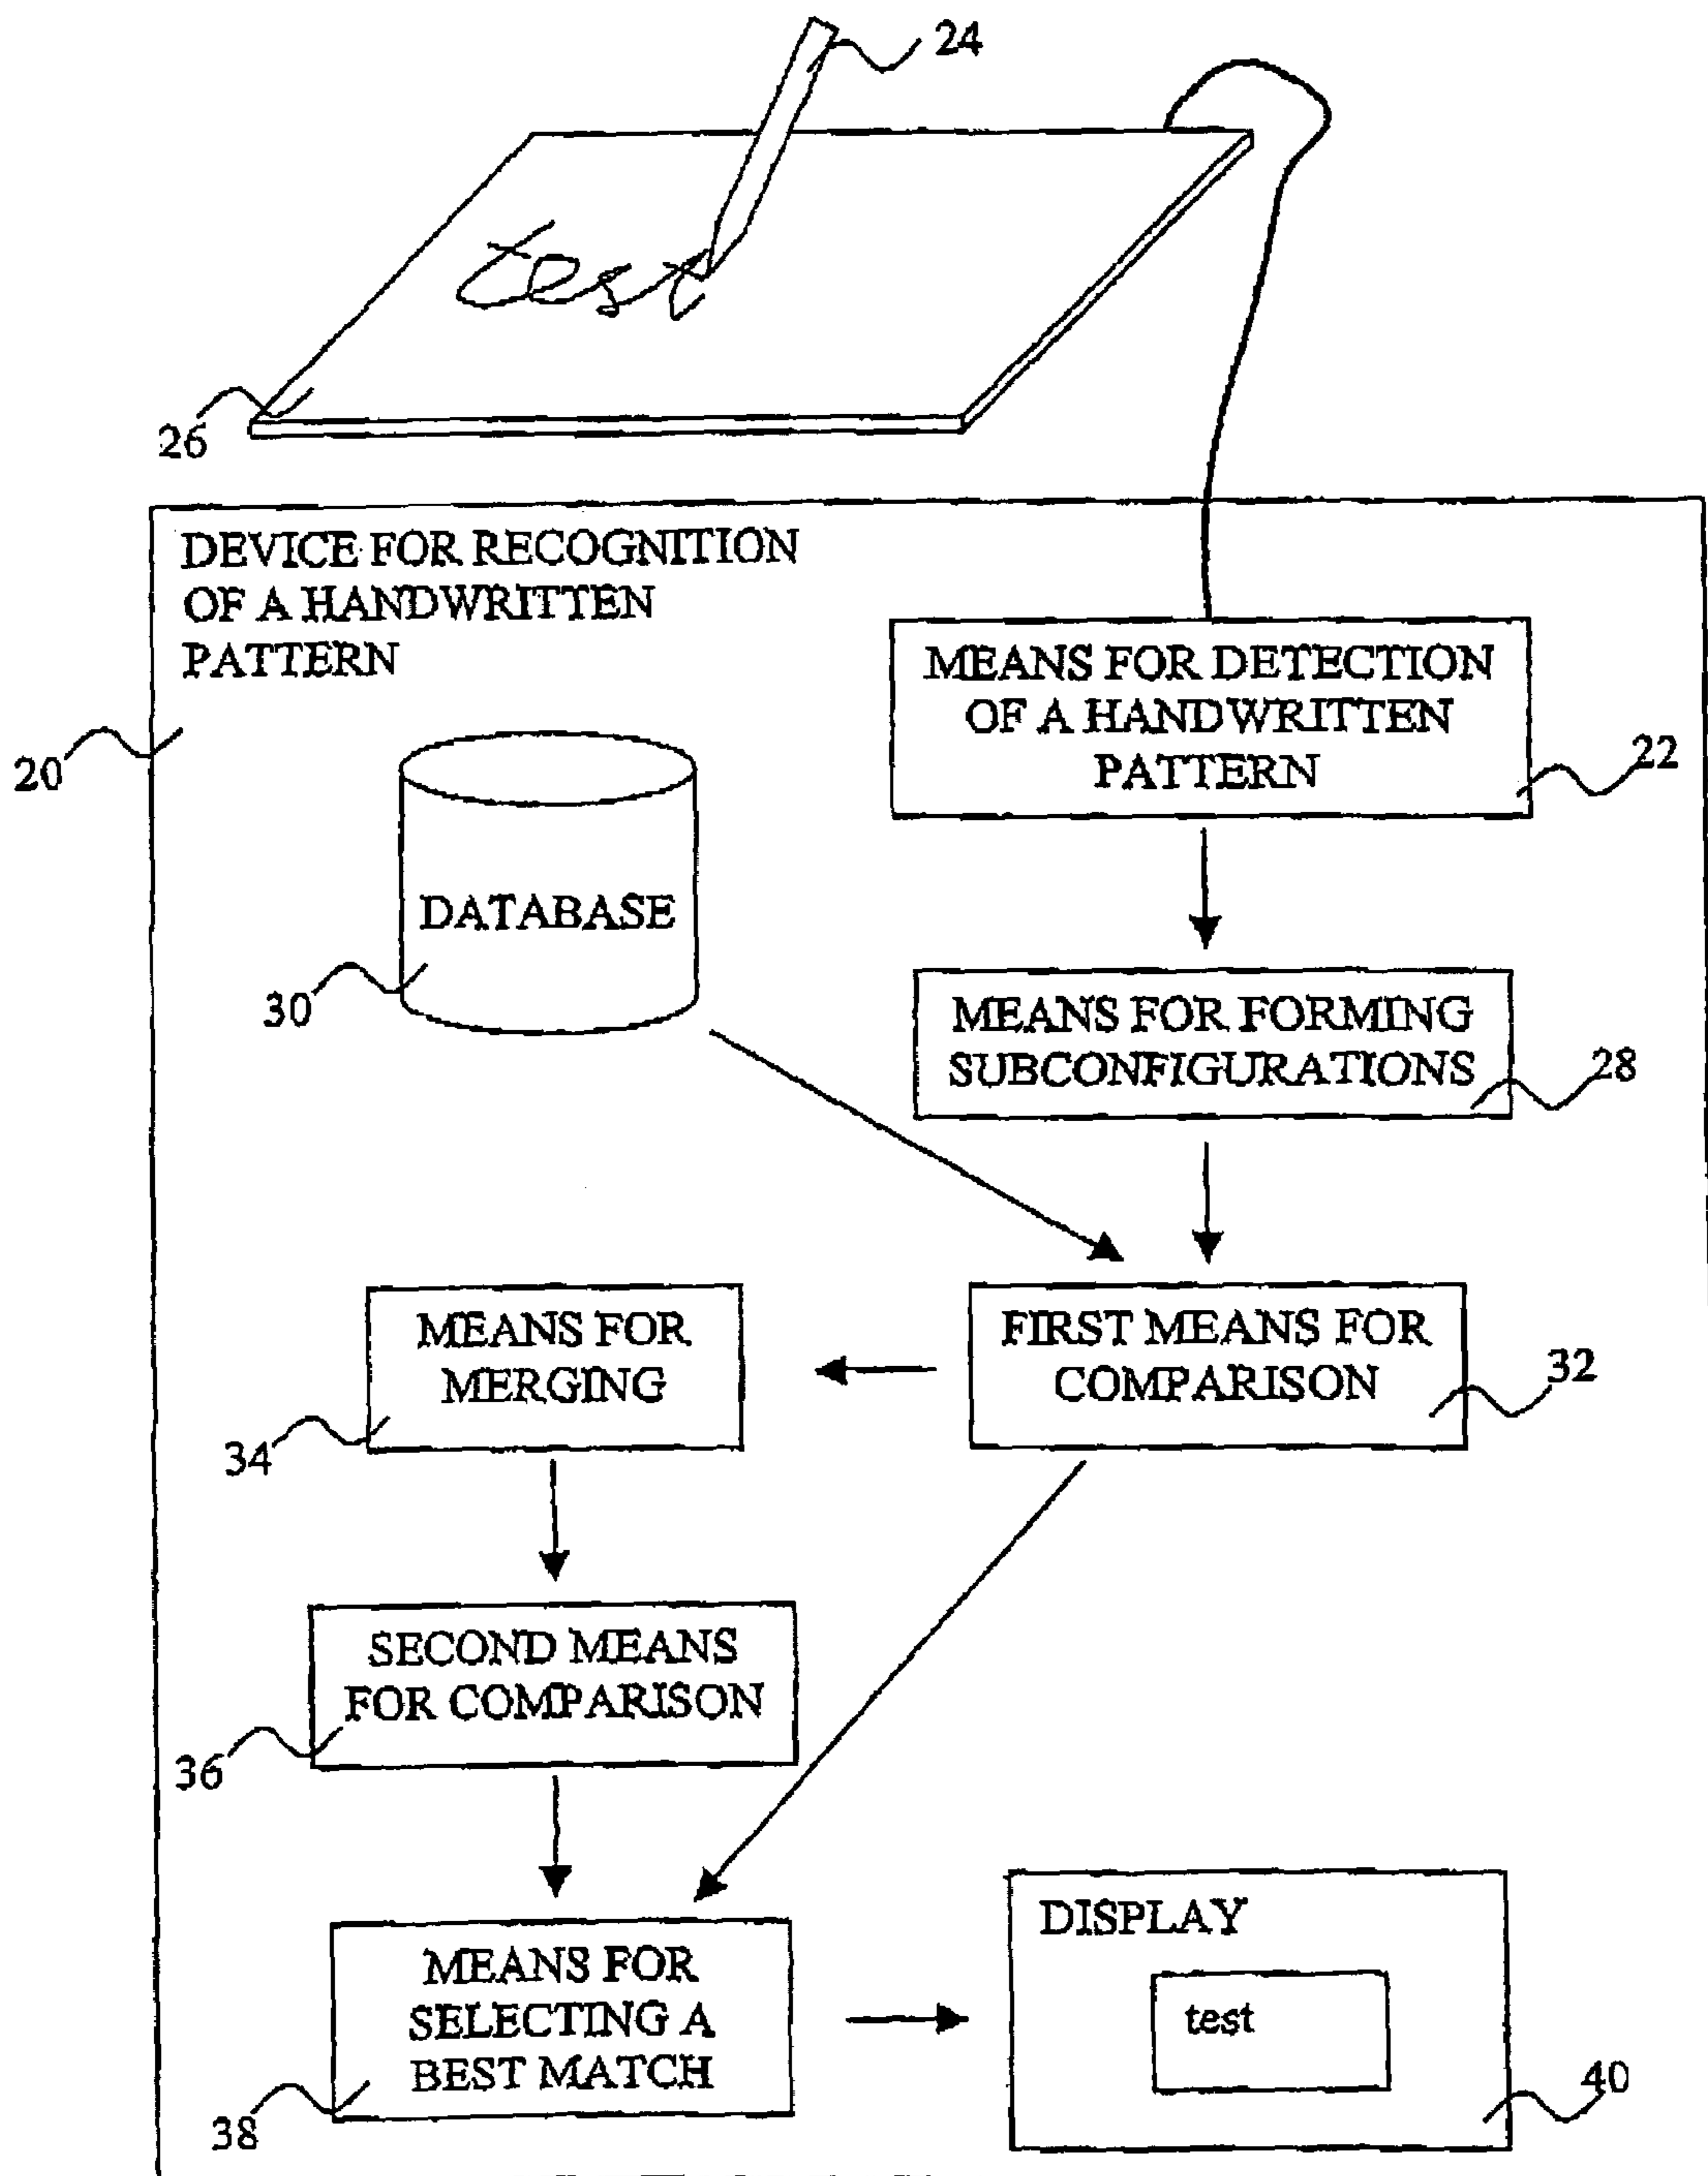 24
test
26
DEVICE FOR RECOGNITION
OF A HANDWRITTEN
PATTERN
MEANS FOR DETECTION
OF A HANDWRITTEN
PATTERN
20
22
DATABASE
30
MEANS FOR FORMING
SUBCONFIGURATIONS
28
MEANS FOR
MERGING
34
FIRST MEANS FOR
COMPARISON
32
SECOND MEANS
FOR COMPARISON
36
MEANS FOR
SELECTING A
BEST MATCH
38
DISPLAY
test
40